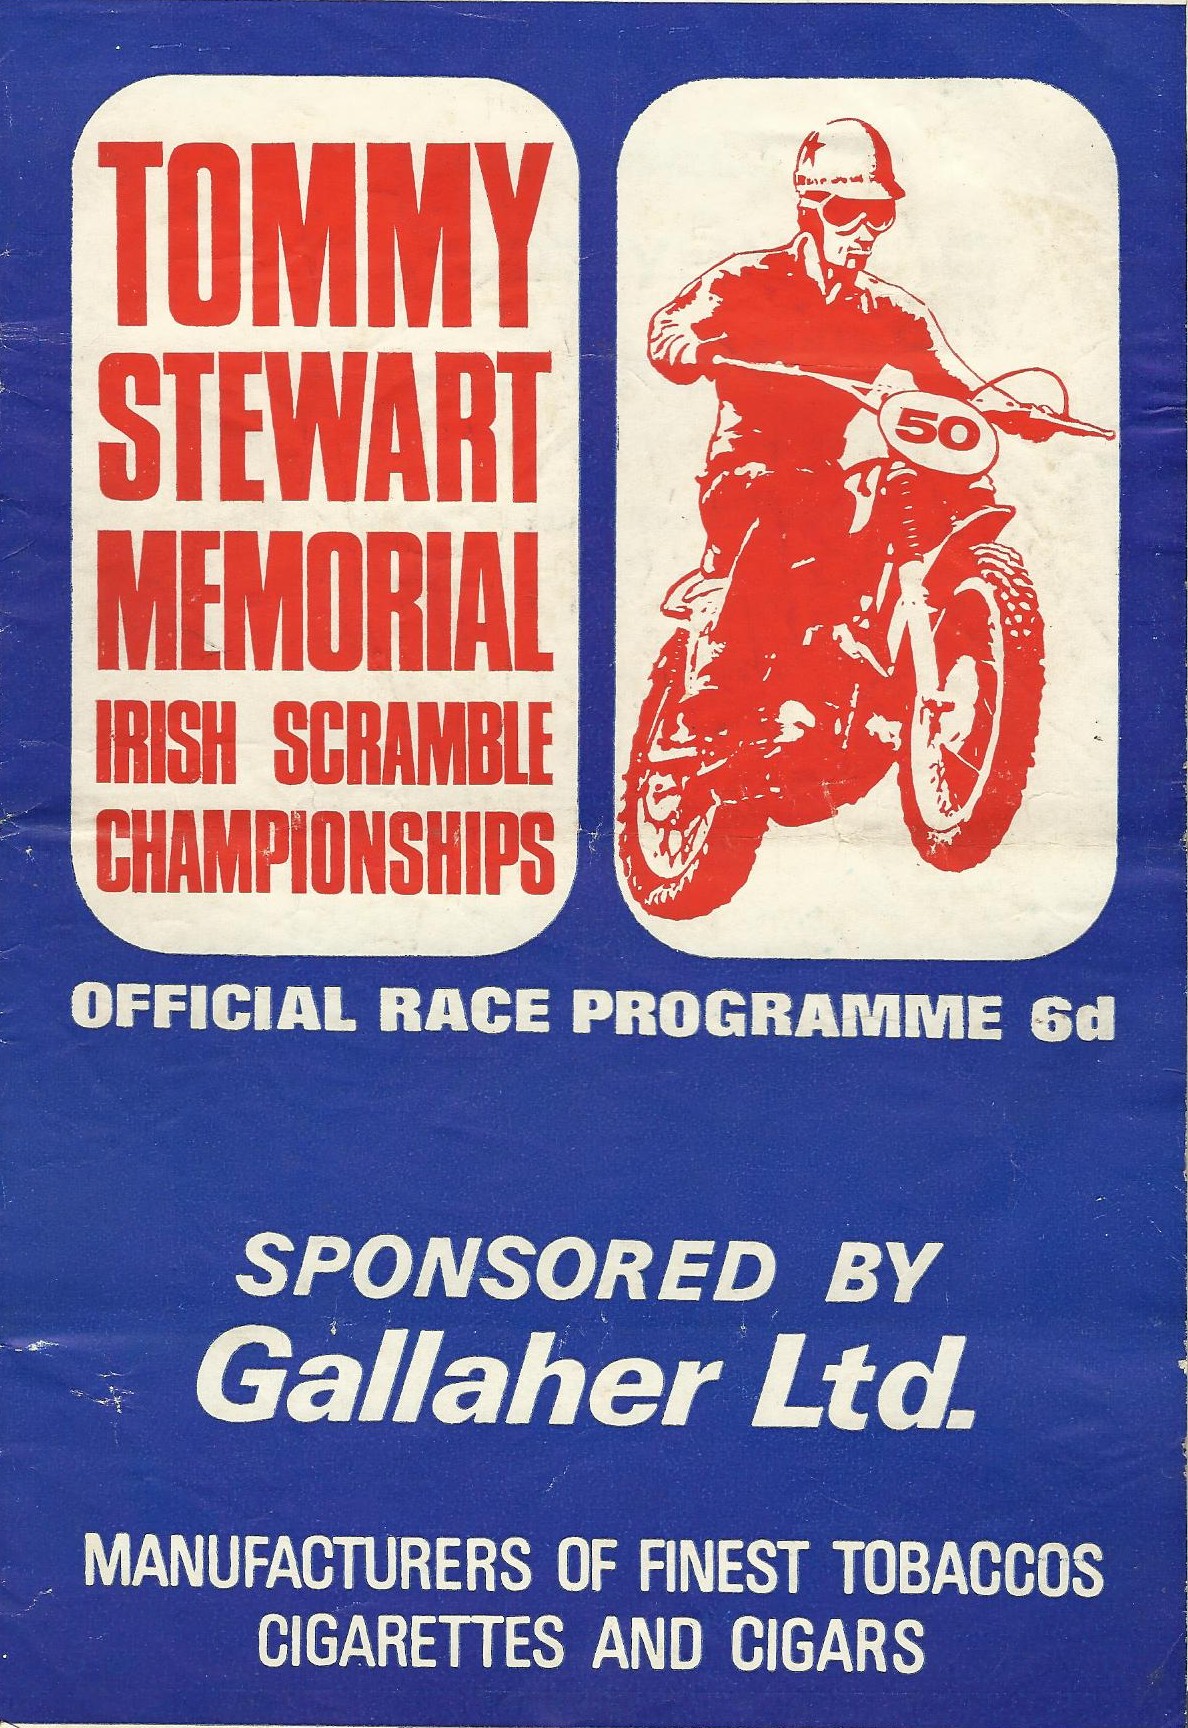 TOMMY
STEWART
MEMORIAL
IRISH SCRAMBLE
CHAMPIONSHIPS
50
OFFICIAL RACE PROGRAMME 6d
SPONSORED BY
Gallaher Ltd.
MANUFACTURERS OF FINEST TOBACCOS
CIGARETTES AND CIGARS